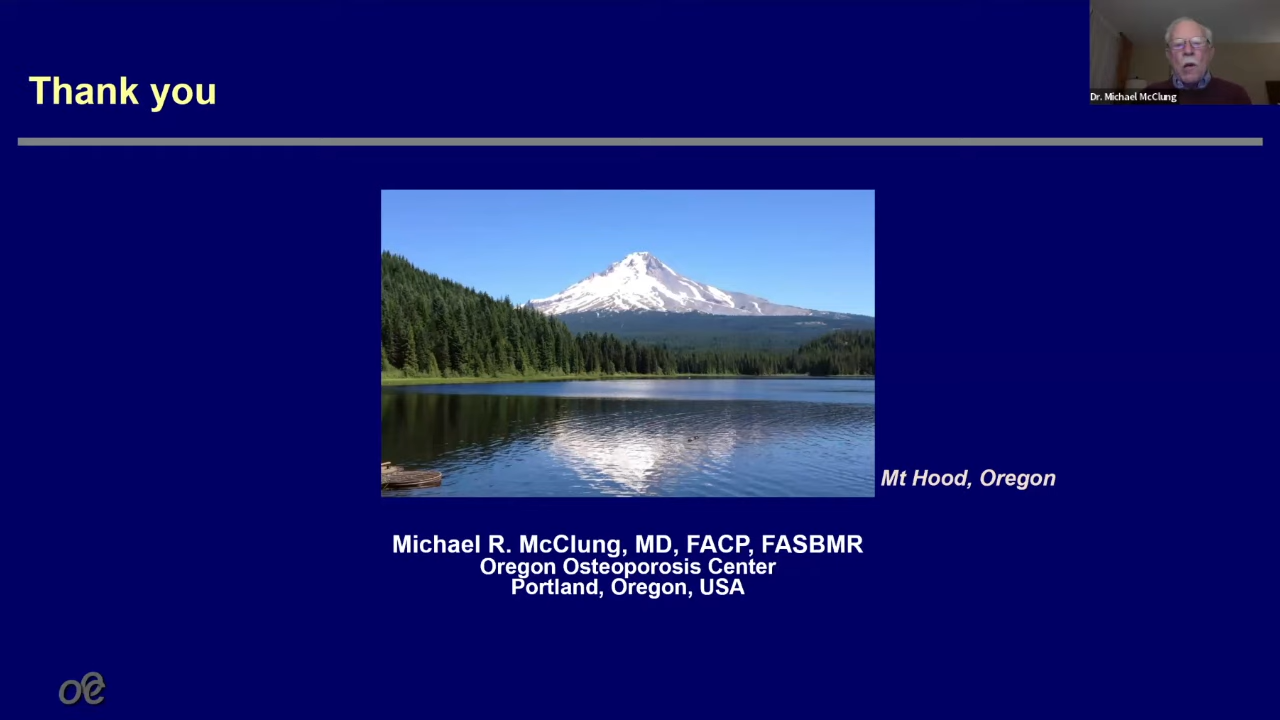 Thank you
Dr. Michael McClung
Mt Hood, Oregon
Michael R. McClung, MD, FACP, FASBMR
Oregon Osteoporosis Center
Portland, Oregon, USA